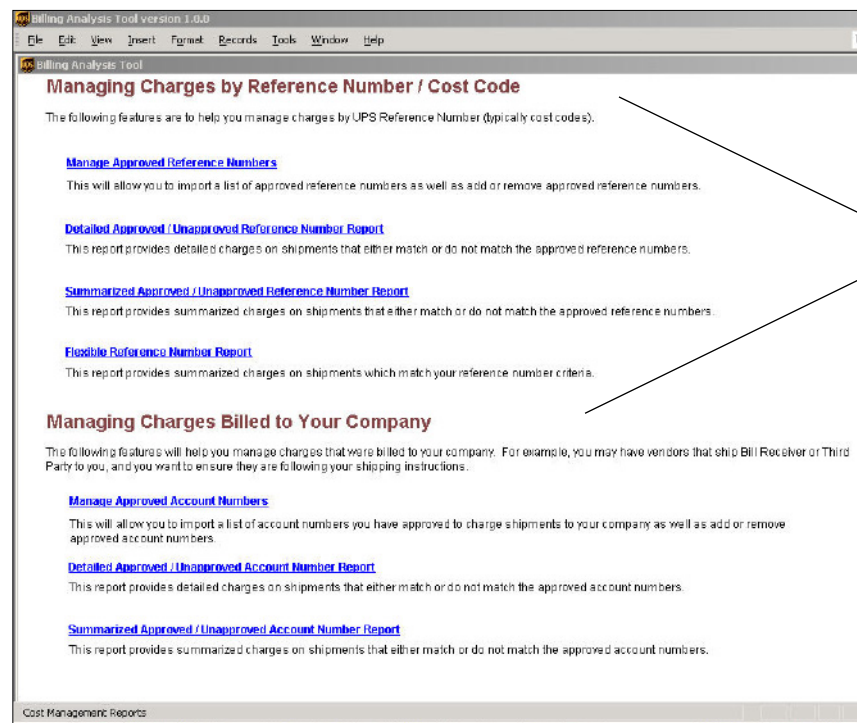 Billing Analysis Tool version 1.0.0
File Edit View Insert Format Records Tools Window Help
Billing Analysis Tool
Managing Charges by Reference Number / Cost Code
The following features are to help you manage charges by UPS Reference Number (typically cost codes).
Manage Approved Reference Numbers
This will allow you to import a list of approved reference numbers as well as add or remove approved reference numbers.
Detailed Approved / Unapproved Reference Number Report
This report provides detailed charges on shipments that either match or do not match the approved reference numbers.
Summarized Approved / Unapproved Reference Number Report
This report provides summarized charges on shipments that either match or do not match the approved reference numbers.
Flexible Reference Number Report
This report provides summarized charges on shipments which match your reference number criteria.
Managing Charges Billed to Your Company
The following features will help you manage charges that were billed to your company. For example, you may have vendors that ship Bill Receiver or Third
Party to you, and you want to ensure they are following your shipping instructions.
Manage Approved Account Numbers
This will allow you to import a list of account numbers you have approved to charge shipments to your company as well as add or remove
approved account numbers.
Detailed Approved / Unapproved Account Number Report
This report provides detailed charges on shipments that either match or do not match the approved account numbers.
Summarized Approved / Unapproved Account Number Report
This report provides summarized charges on shipments that either match or do not match the approved account numbers.
Cost Management Reports